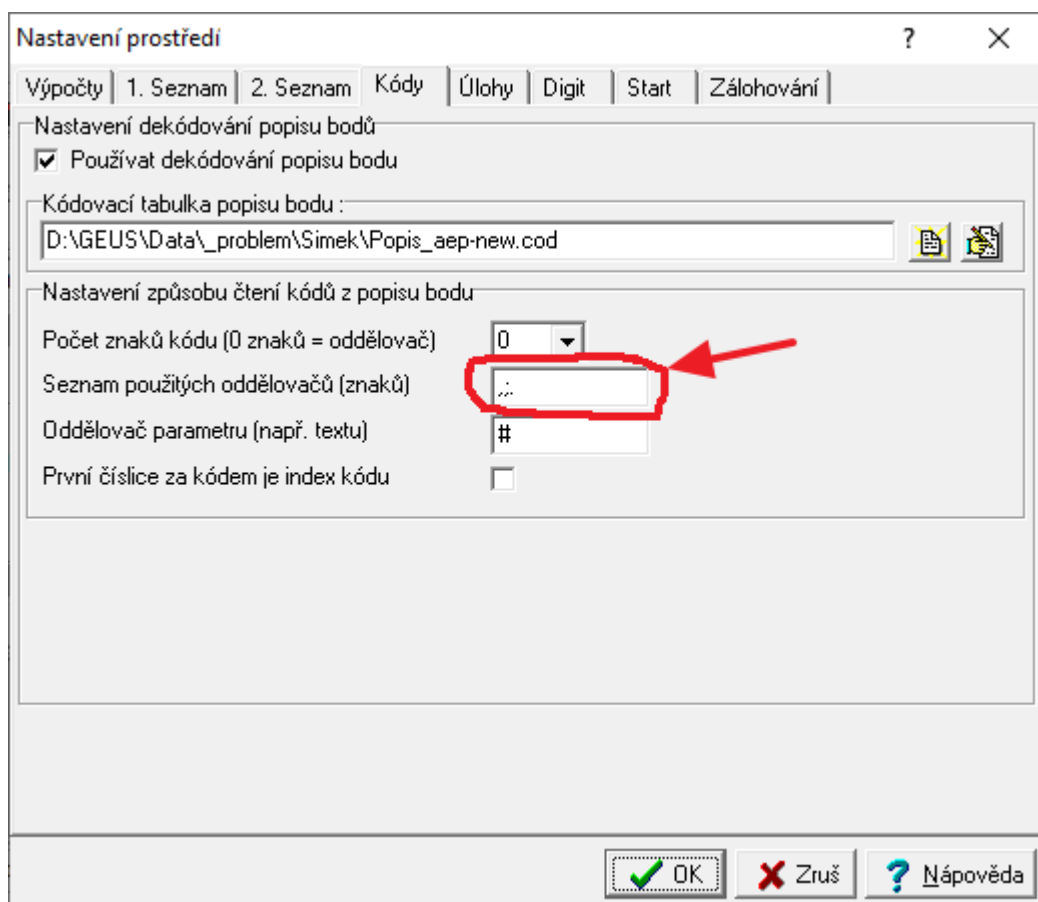 Nastavení prostředí
Výpočty 1. Seznam 2. Seznam Kódy Úlohy Digit Start Zálohování
Nastavení dekódování popisu bodů
Používat dekódování popisu bodu
Kódovací tabulka popisu bodu :
D:\GEUS\Data\_problem\Simek\Popis_aep-new.cod
Nastavení způsobu čtení kódů z popisu bodu
Počet znaků kódu (0 znaků = oddělovač) 0
Seznam použitých oddělovačů (znaků) ,;.
Oddělovač parametru (např. textu) #
První číslice za kódem je index kódu
OK Zruš Nápověda